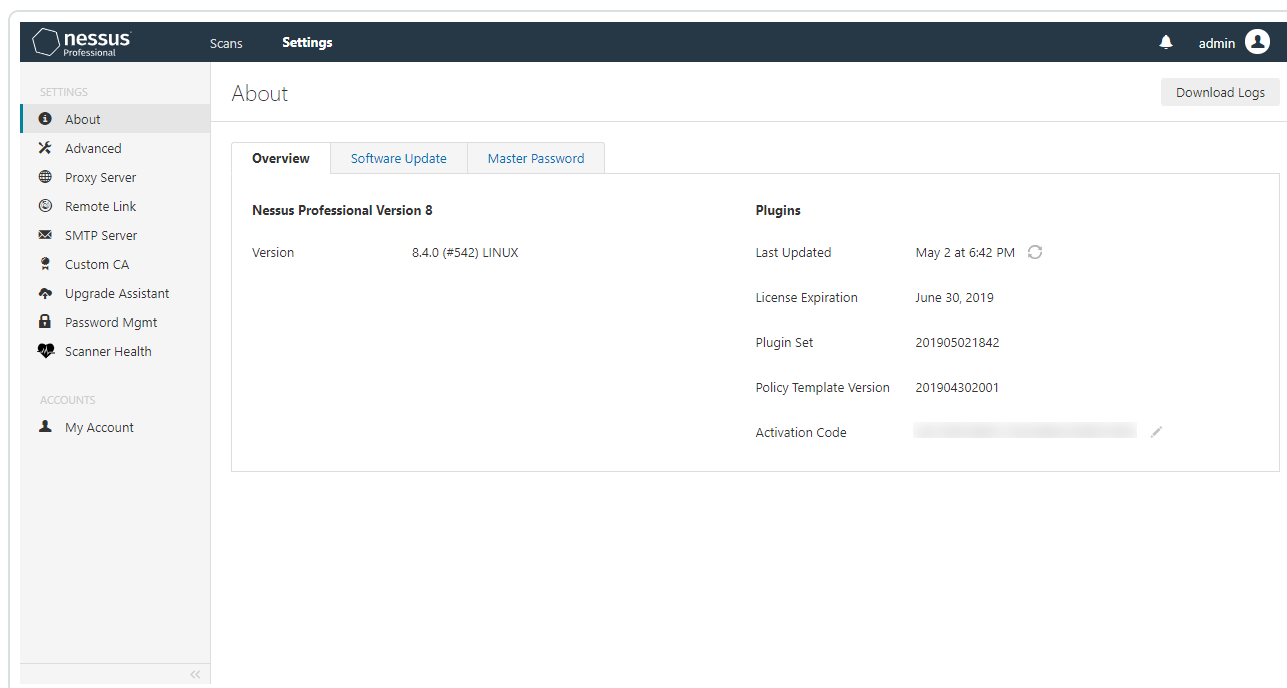 nessus
Professional
Scans
Settings
admin
SETTINGS
About
Advanced
Proxy Server
Remote Link
SMTP Server
Custom CA
Upgrade Assistant
Password Mgmt
Scanner Health
ACCOUNTS
My Account
About
Download Logs
Overview
Software Update
Master Password
Nessus Professional Version 8
Version 8.4.0 (#542) LINUX
Plugins
Last Updated May 2 at 6:42 PM
License Expiration June 30, 2019
Plugin Set 201905021842
Policy Template Version 201904302001
Activation Code